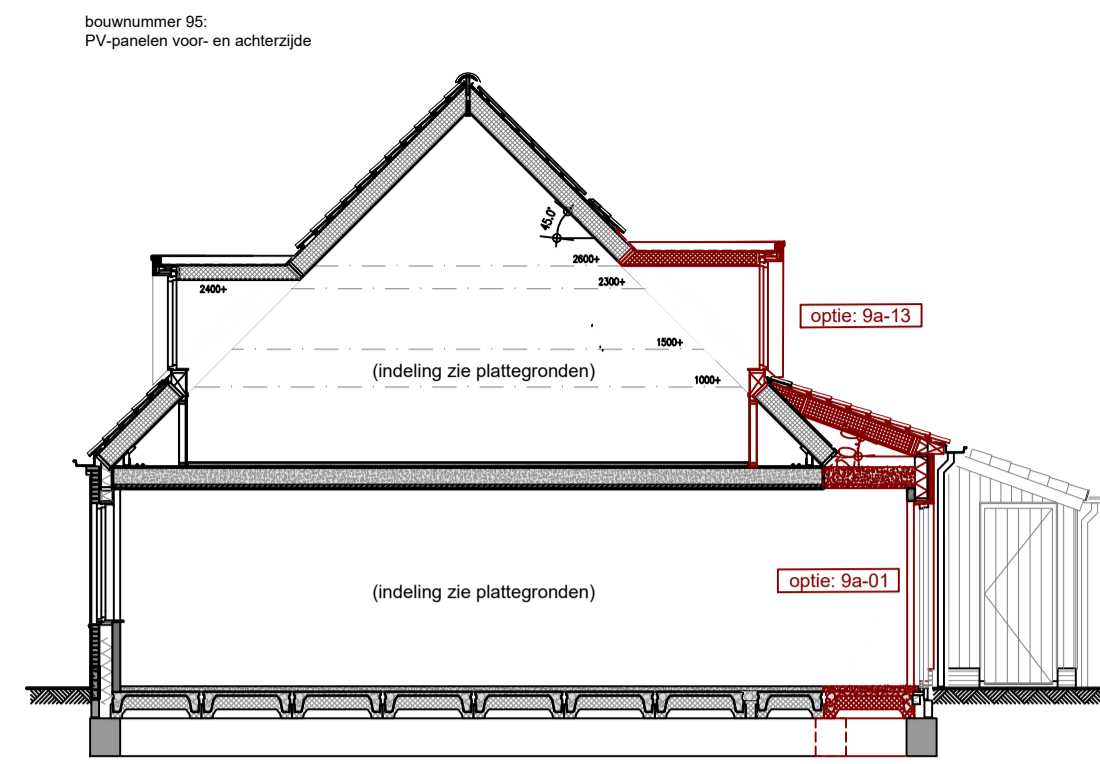 bouwnummer 95:
PV-panelen voor- en achterzijde
45.0°
2600+
2400+
2300+
optie: 9a-13
1500+
(indeling zie plattegronden)
1000+
optie: 9a-01
(indeling zie plattegronden)